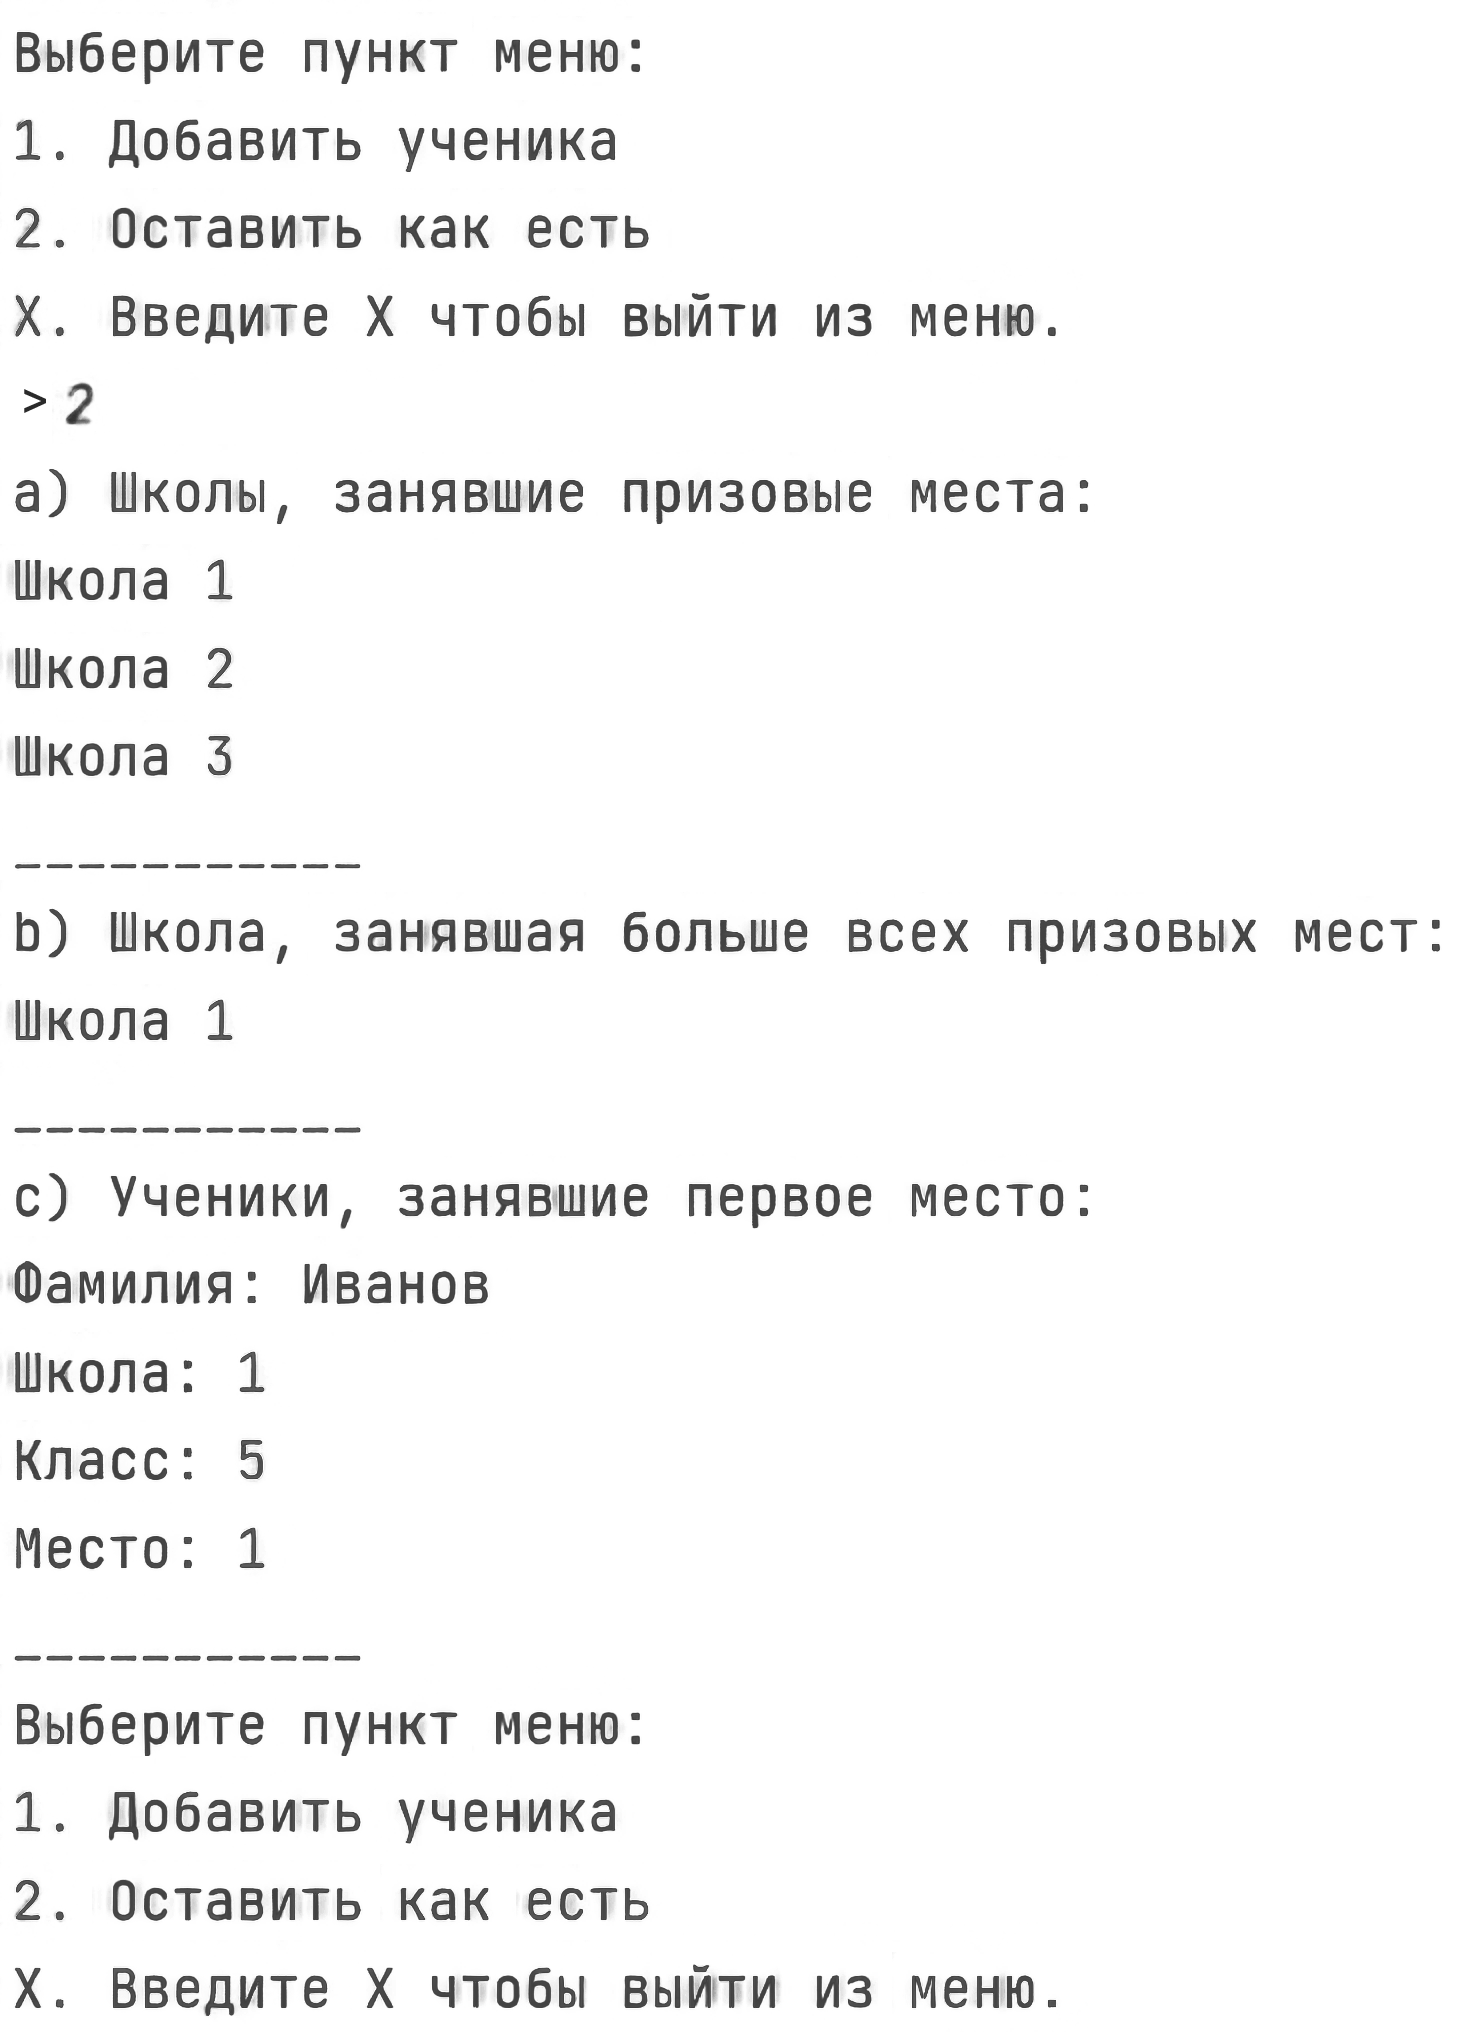 Выберите пункт меню:
1. Добавить ученика
2. Оставить как есть
X. Введите X чтобы выйти из меню.
> 2
a) Школы, занявшие призовые места:
Школа 1
Школа 2
Школа 3
___________
b) Школа, занявшая больше всех призовых мест:
Школа 1
___________
c) Ученики, занявшие первое место:
Фамилия: Иванов
Школа: 1
Класс: 5
Место: 1
___________
Выберите пункт меню:
1. Добавить ученика
2. Оставить как есть
X. Введите X чтобы выйти из меню.